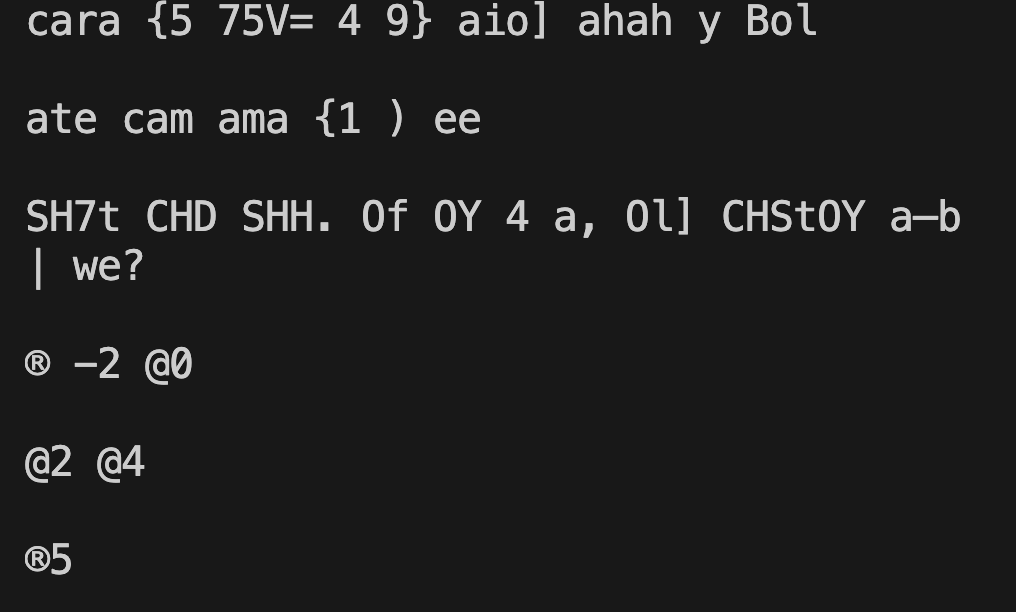 cara {5 75V= 4 9} aio] ahah y Bol
ate cam ama {1 ) ee
SH7t CHD SHH. Of OY 4 a, Ol] CHStOY a—b
| we?
® —2 @0
@2 @4
®5